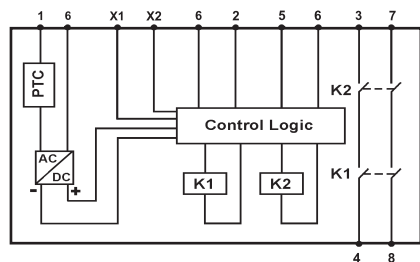 1 6 X1 X2 6 2 5 6 3 7
PTC
K2
Control Logic
AC
DC
- +
K1 K2
K1
4 8